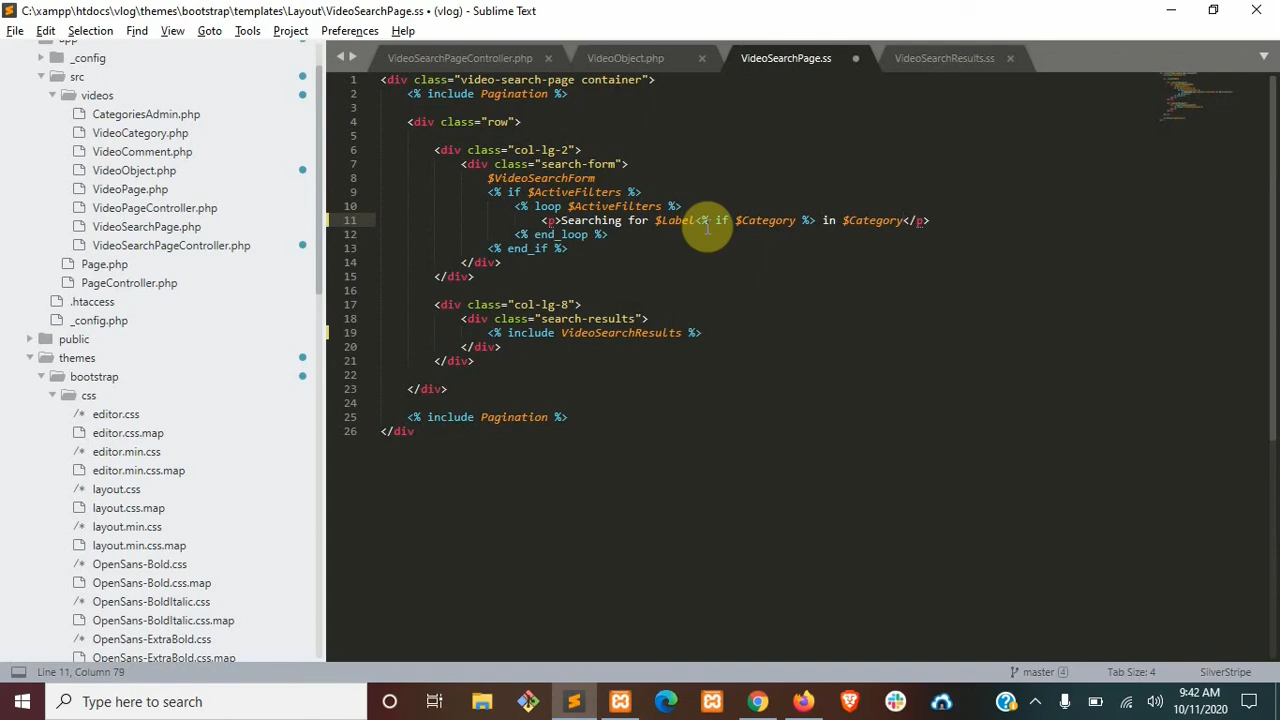 C:\xampp\htdocs\vlog\themes\bootstrap\templates\Layout\VideoSearchPage.ss • (vlog) - Sublime Text
File Edit Selection Find View Goto Tools Project Preferences Help
app
_config
src
videos
CategoriesAdmin.php
VideoCategory.php
VideoComment.php
VideoObject.php
VideoPage.php
VideoPageController.php
VideoSearchPage.php
VideoSearchPageController.php
Page.php
PageController.php
.htaccess
_config.php
public
themes
bootstrap
css
editor.css
editor.css.map
editor.min.css
editor.min.css.map
layout.css
layout.css.map
layout.min.css
layout.min.css.map
OpenSans-Bold.css
OpenSans-Bold.css.map
OpenSans-BoldItalic.css
OpenSans-BoldItalic.css.map
OpenSans-ExtraBold.css
OpenSans-ExtraBold.css.map
VideoSearchPageController.php VideoObject.php VideoSearchPage.ss VideoSearchResults.ss
1 <div class="video-search-page container">
2 <% include Pagination %>
3
4 <div class="row">
5
6 <div class="col-lg-2">
7 <div class="search-form">
8 $VideoSearchForm
9 <% if $ActiveFilters %>
10 <% loop $ActiveFilters %>
11 <p>Searching for $Label<% if $Category %> in $Category</p>
12 <% end_loop %>
13 <% end_if %>
14 </div>
15 </div>
16
17 <div class="col-lg-8">
18 <div class="search-results">
19 <% include VideoSearchResults %>
20 </div>
21 </div>
22
23 </div>
24
25 <% include Pagination %>
26 </div
Line 11, Column 79 master 4 Tab Size: 4 SilverStripe
Type here to search
9:42 AM
10/11/2020